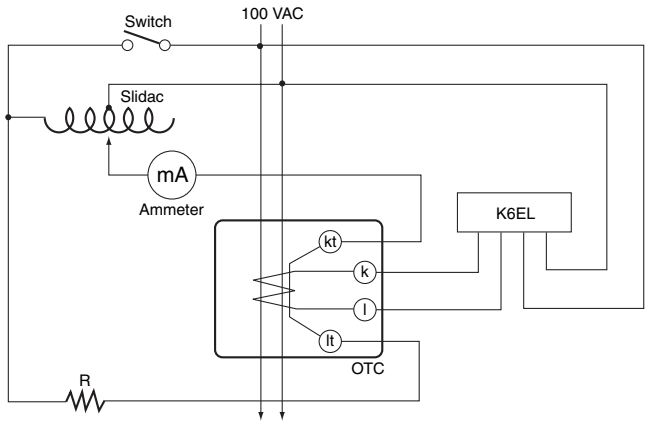 100 VAC
Switch
Slidac
mA
Ammeter
K6EL
kt
k
l
lt
OTC
R